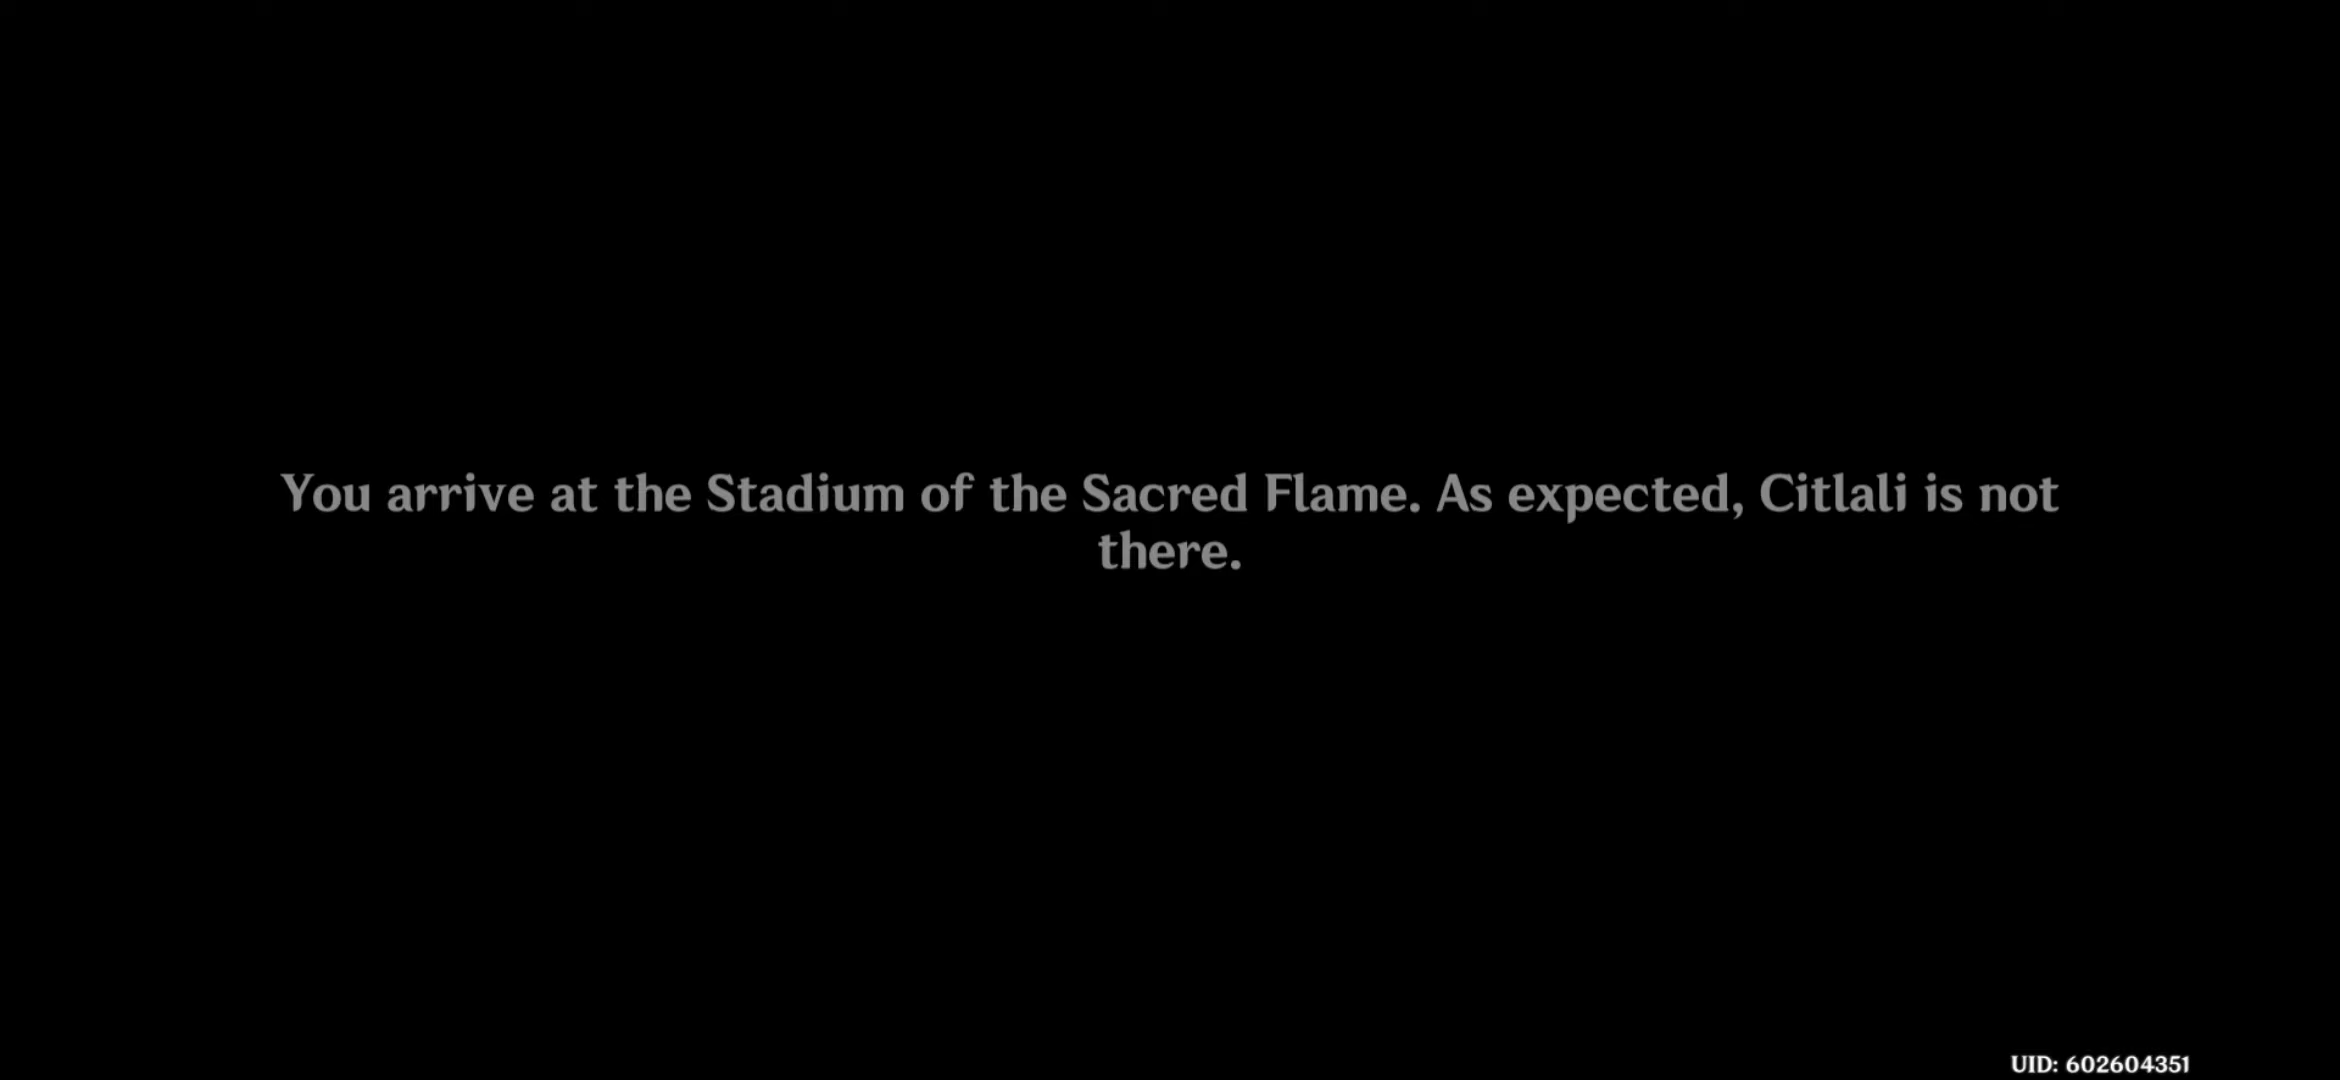 You arrive at the Stadium of the Sacred Flame. As expected, Citlali is not
there.
UID: 602604351